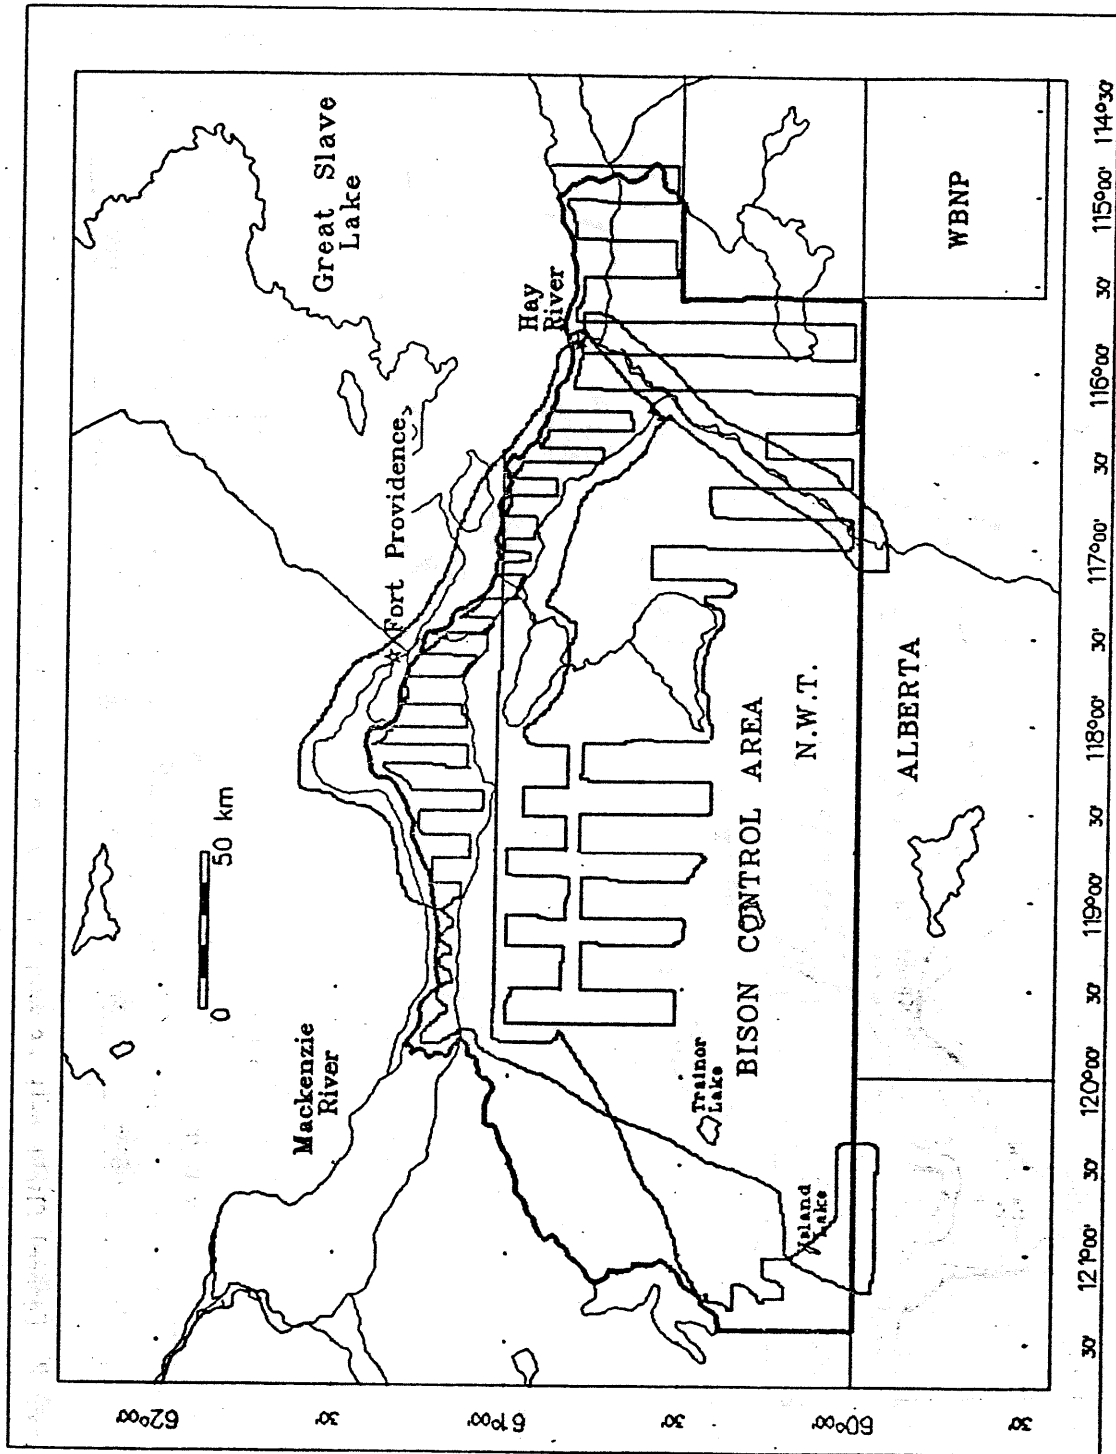 Great Slave
Lake
Hay
River
Fort Providence
Mackenzie
River
0
50 km
Trainor
Lake
Island
Lake
BISON CONTROL AREA
N.W.T.
ALBERTA
WBNP
62°00'
30'
61°00'
30'
60°00'
30'
30'
121°00'
30'
120°00'
30'
119°00'
30'
118°00'
30'
117°00'
30'
116°00'
30'
115°00'
114°30'